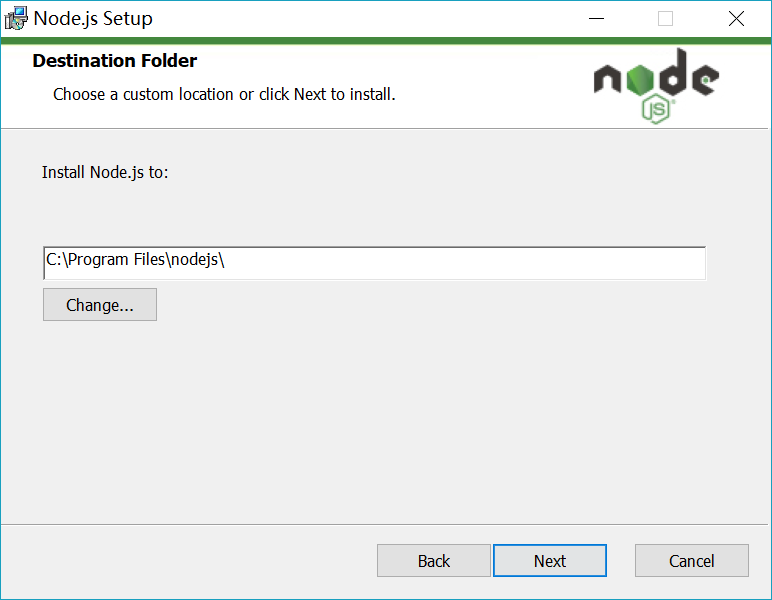 Node.js Setup
Destination Folder
Choose a custom location or click Next to install.
node
JS
Install Node.js to:
C:\Program Files\nodejs\
Change...
Back
Next
Cancel